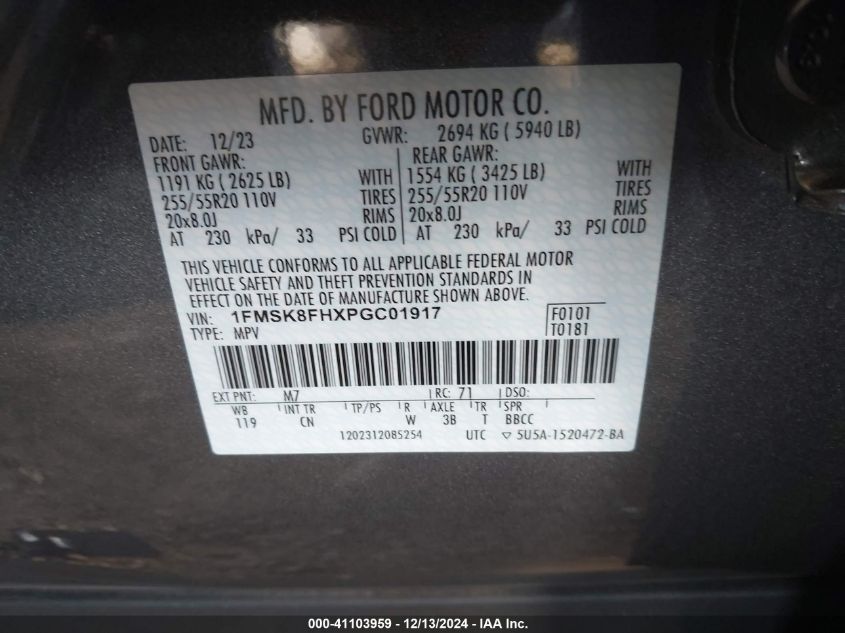 MFD. BY FORD MOTOR CO.
DATE: 12/23 GVWR: 2694 KG ( 5940 LB)
FRONT GAWR: REAR GAWR:
1191 KG ( 2625 LB) WITH 1554 KG ( 3425 LB) WITH
255/55R20 110V TIRES 255/55R20 110V TIRES
20x8.0J RIMS 20x8.0J RIMS
AT 230 kPa/ 33 PSI COLD AT 230 kPa/ 33 PSI COLD
THIS VEHICLE CONFORMS TO ALL APPLICABLE FEDERAL MOTOR
VEHICLE SAFETY AND THEFT PREVENTION STANDARDS IN
EFFECT ON THE DATE OF MANUFACTURE SHOWN ABOVE.
VIN: 1FMSK8FHXPGC01917 F0101
TYPE: MPV T0181
EXT PNT: M7 RC: 71 DSO:
WB INT TR TP/PS R AXLE TR SPR
119 CN W 3B T BBCC
1202312085254 UTC ▽ 5U5A-1520472-BA
000-41103959 - 12/13/2024 - IAA Inc.